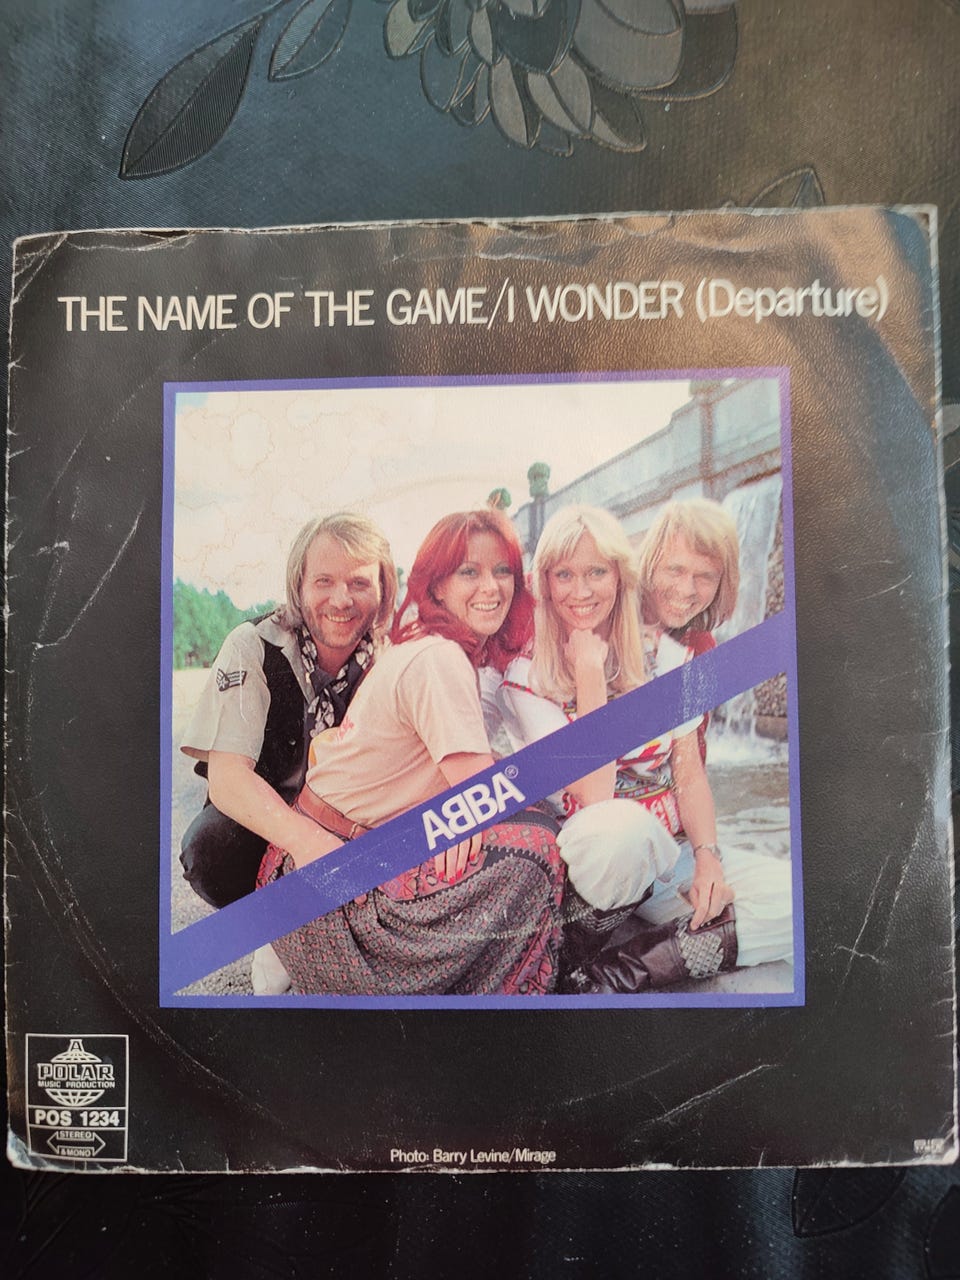 THE NAME OF THE GAME/I WONDER (Departure)
ABBA®
A
POLAR
MUSIC PRODUCTION
POS 1234
STEREO
& MONO
Photo: Barry Levine/Mirage